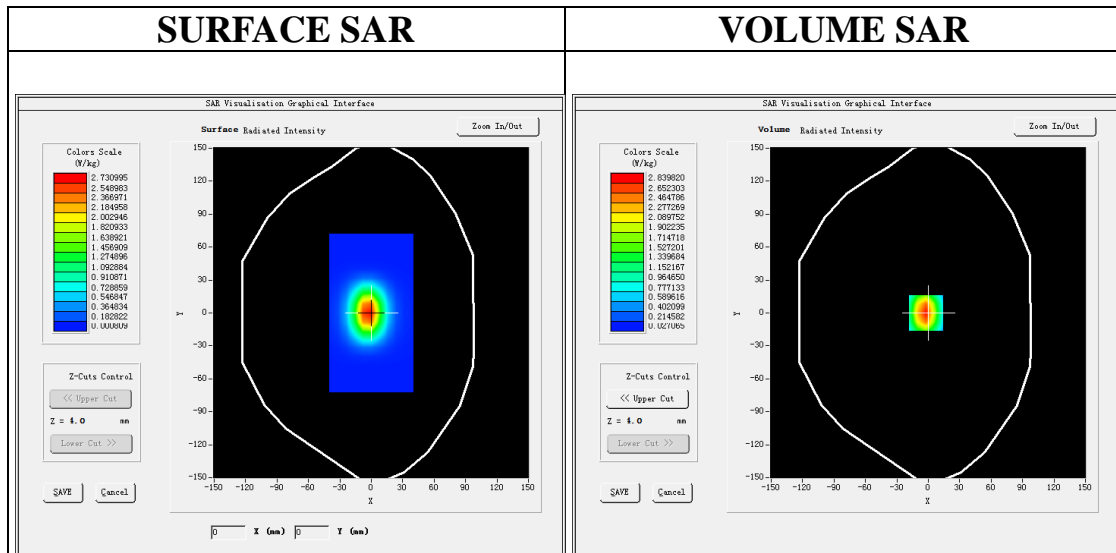 SURFACE SAR
VOLUME SAR
SAR Visualisation Graphical Interface
Surface Radiated Intensity
Zoom In/Out
Colors Scale
(W/kg)
2.730995
2.548983
2.366971
2.184958
2.002946
1.820933
1.638921
1.456909
1.274896
1.092884
0.910871
0.728859
0.546847
0.364834
0.182822
0.000809
150
120
90
60
30
0
-30
-60
-90
-120
-150
Y
-150 -120 -90 -60 -30 0 30 60 90 120 150
X
Z-Cuts Control
<< Upper Cut
Z = 4.0 mm
Lower Cut >>
SAVE Cancel
0 X (mm) 0 Y (mm)
SAR Visualisation Graphical Interface
Volume Radiated Intensity
Zoom In/Out
Colors Scale
(W/kg)
2.839820
2.652303
2.464786
2.277269
2.089752
1.902235
1.714718
1.527201
1.339684
1.152167
0.964650
0.777133
0.589616
0.402099
0.214582
0.027065
150
120
90
60
30
0
-30
-60
-90
-120
-150
Y
-150 -120 -90 -60 -30 0 30 60 90 120 150
X
Z-Cuts Control
<< Upper Cut
Z = 4.0 mm
Lower Cut >>
SAVE Cancel